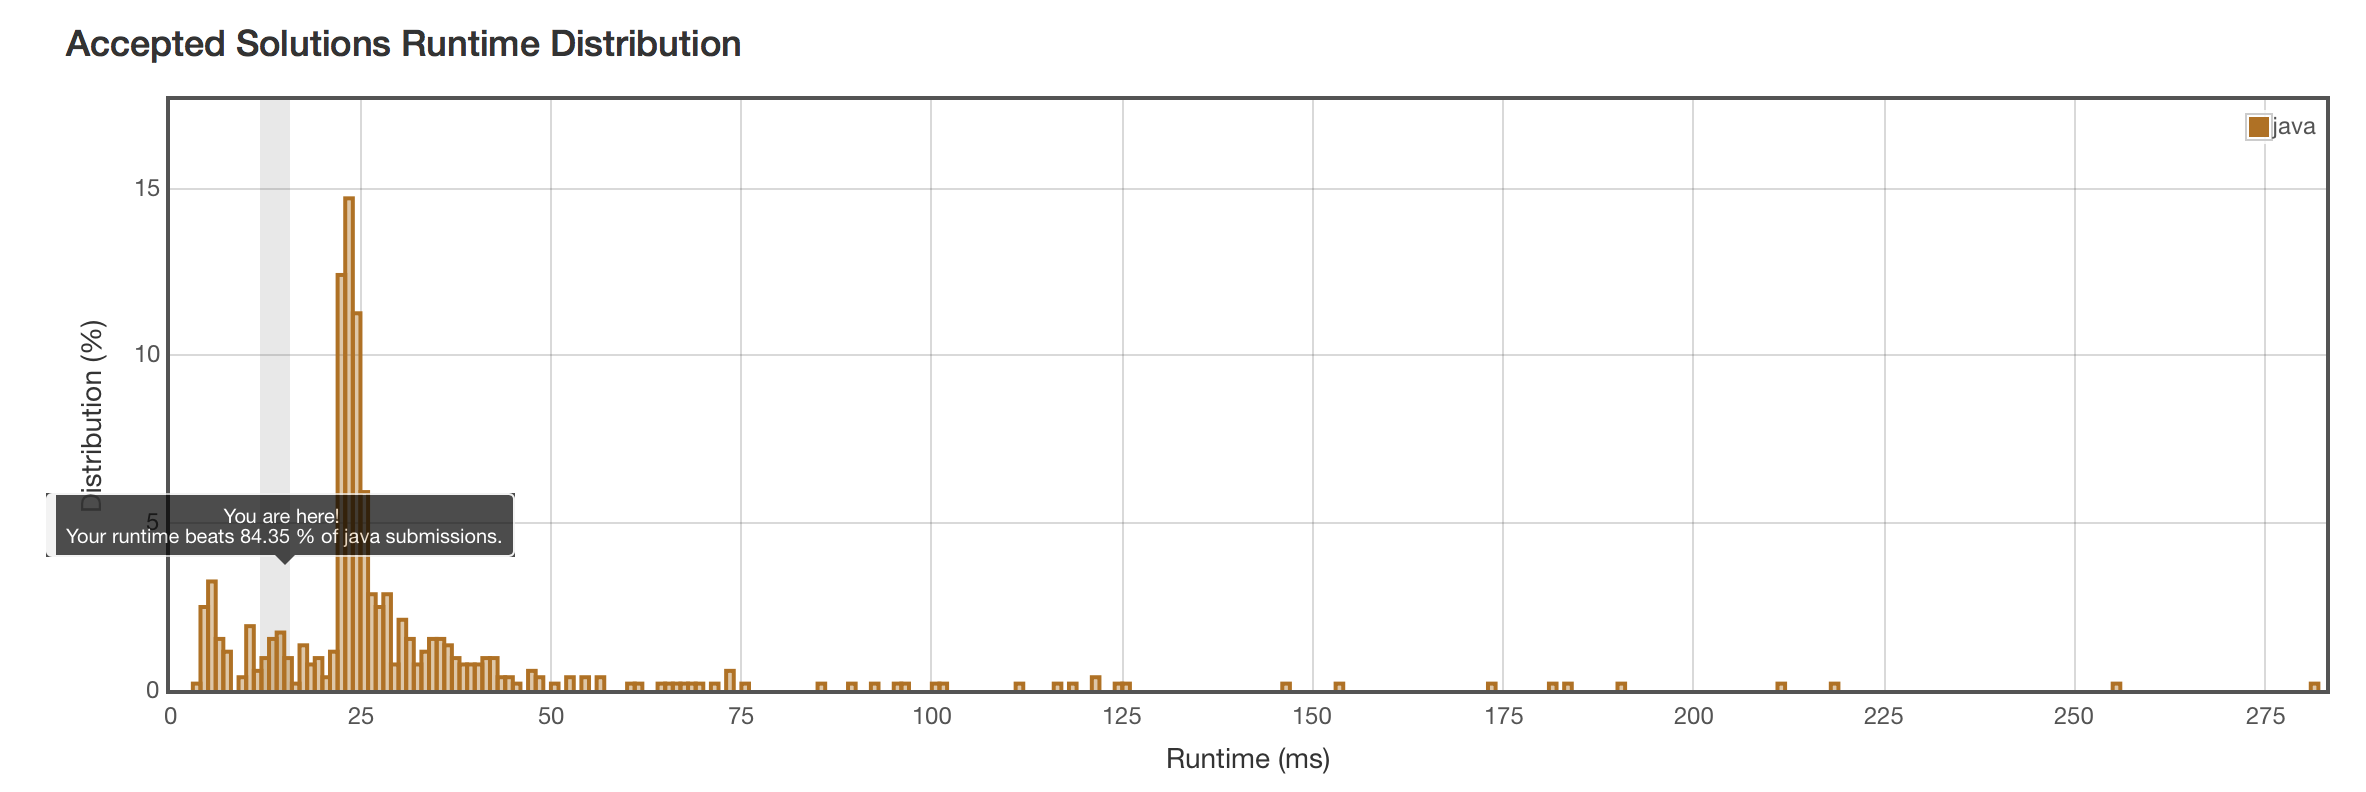 Accepted Solutions Runtime Distribution
java
15
10
Distribution (%)
5
You are here!
Your runtime beats 84.35 % of java submissions.
0
0 25 50 75 100 125 150 175 200 225 250 275
Runtime (ms)